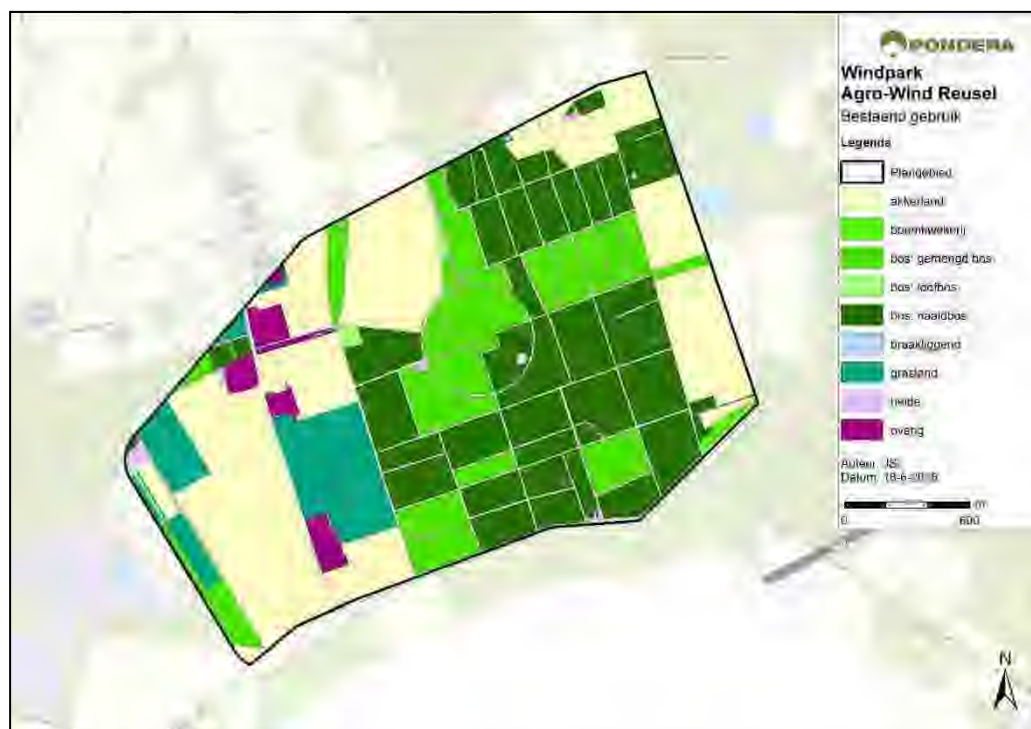 PONDERA
Windpark
Agro-Wind Reusel
Bestaand gebruik
Legenda
Plangebied
akkerland
boomkwekerij
bos: gemengd bos
bos: loofbos
bos: naaldbos
braakliggend
grasland
heide
overig
Auteur: JS
Datum:
0
600
m
N